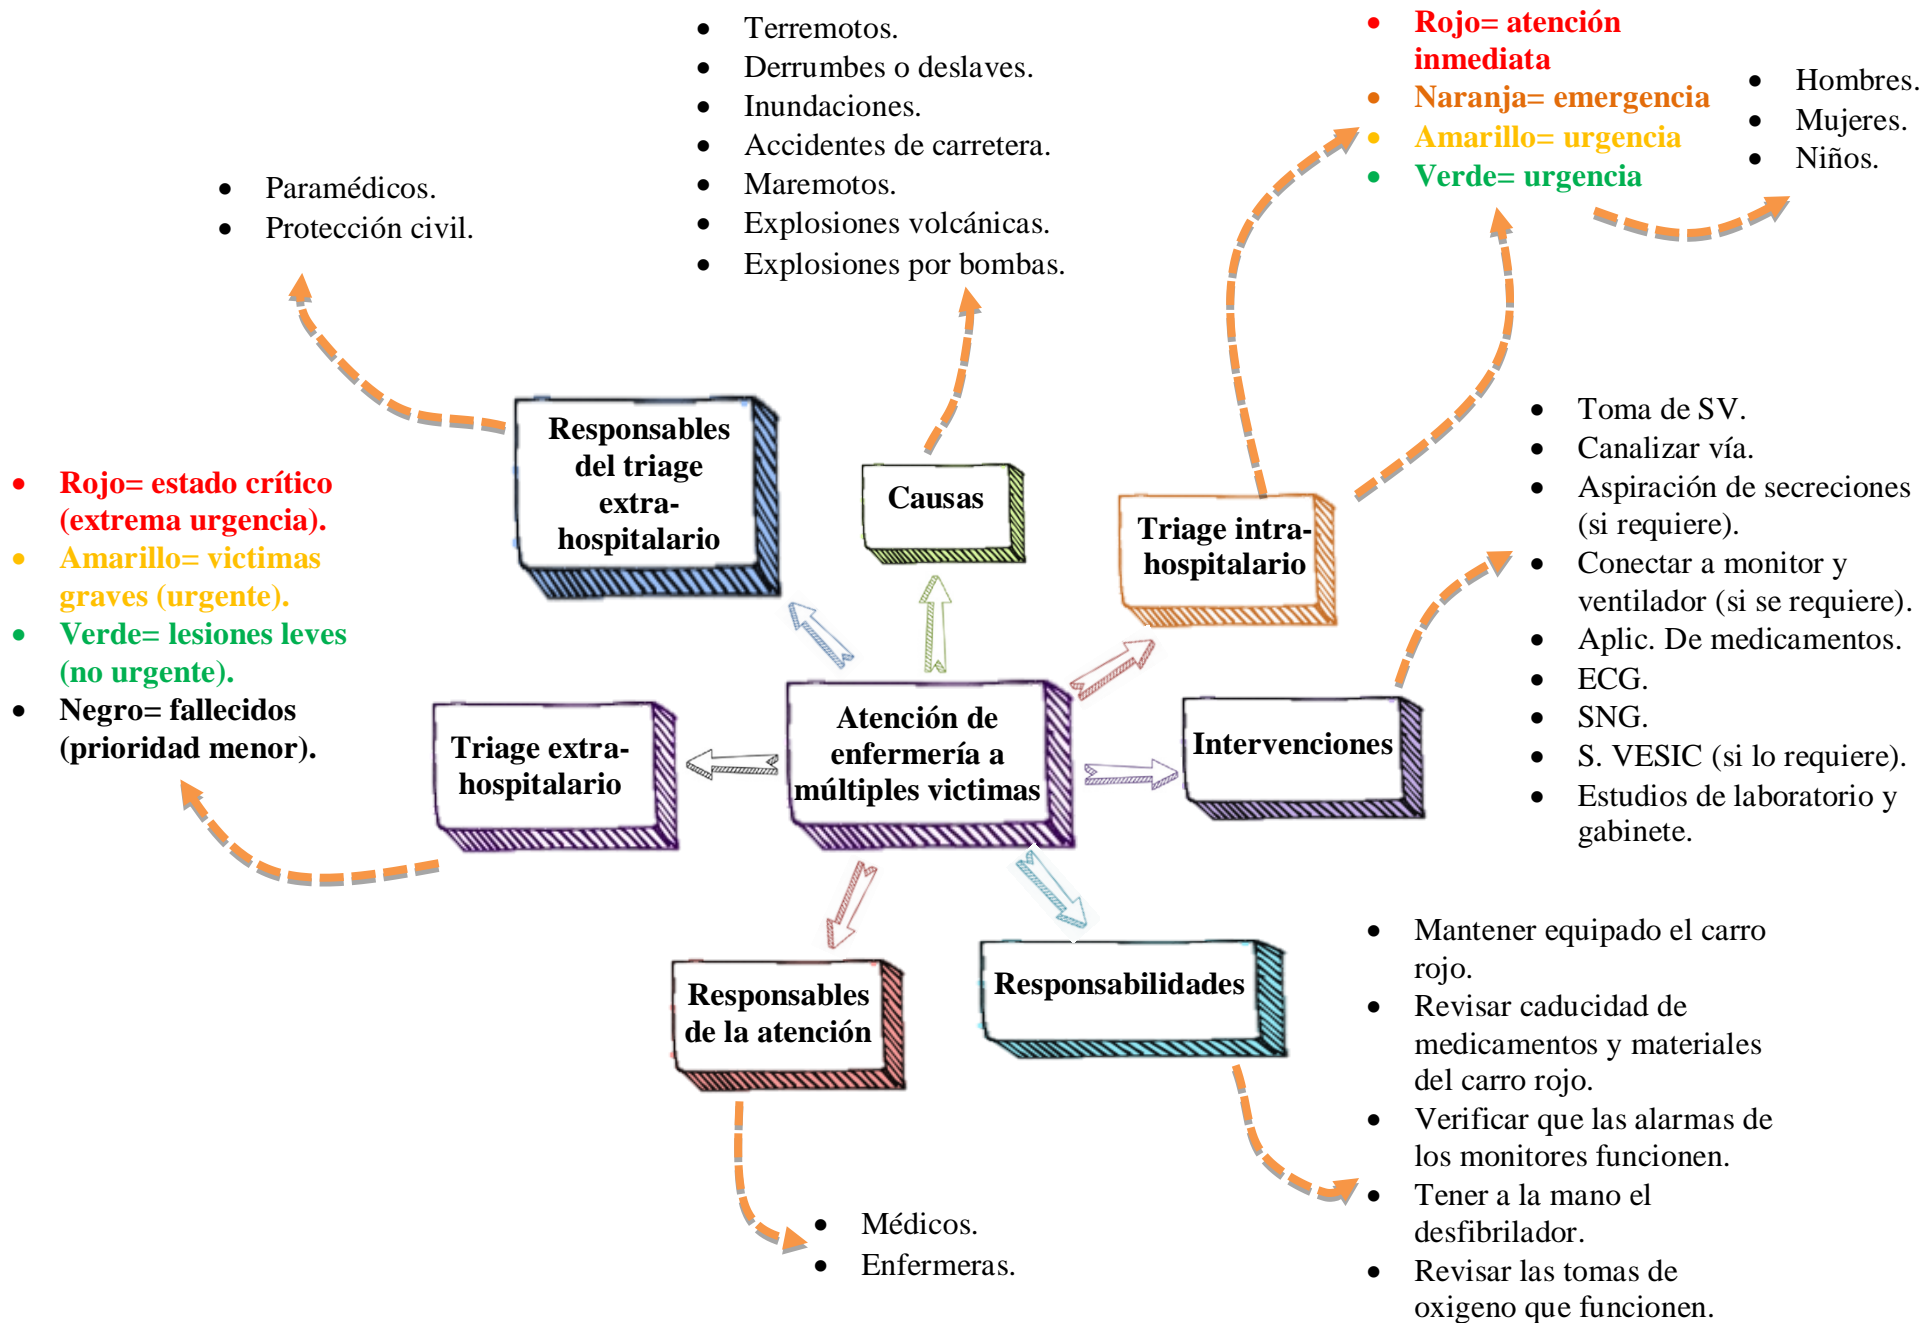 • Terremotos.
• Derrumbes o deslaves.
• Inundaciones.
• Accidentes de carretera.
• Maremotos.
• Explosiones volcánicas.
• Explosiones por bombas.
• Rojo= atención
inmediata
• Naranja= emergencia
• Amarillo= urgencia
• Verde= urgencia
• Hombres.
• Mujeres.
• Niños.
• Paramédicos.
• Protección civil.
Responsables
del triage
extra-
hospitalario
Causas
Triage intra-
hospitalario
• Toma de SV.
• Canalizar vía.
• Aspiración de secreciones
(si requiere).
• Conectar a monitor y
ventilador (si se requiere).
• Aplic. De medicamentos.
• ECG.
• SNG.
• S. VESIC (si lo requiere).
• Estudios de laboratorio y
gabinete.
• Rojo= estado crítico
(extrema urgencia).
• Amarillo= victimas
graves (urgente).
• Verde= lesiones leves
(no urgente).
• Negro= fallecidos
(prioridad menor).
Triage extra-
hospitalario
Atención de
enfermería a
múltiples victimas
Intervenciones
Responsables
de la atención
Responsabilidades
• Mantener equipado el carro
rojo.
• Revisar caducidad de
medicamentos y materiales
del carro rojo.
• Verificar que las alarmas de
los monitores funcionen.
• Tener a la mano el
desfibrilador.
• Revisar las tomas de
oxigeno que funcionen.
• Médicos.
• Enfermeras.